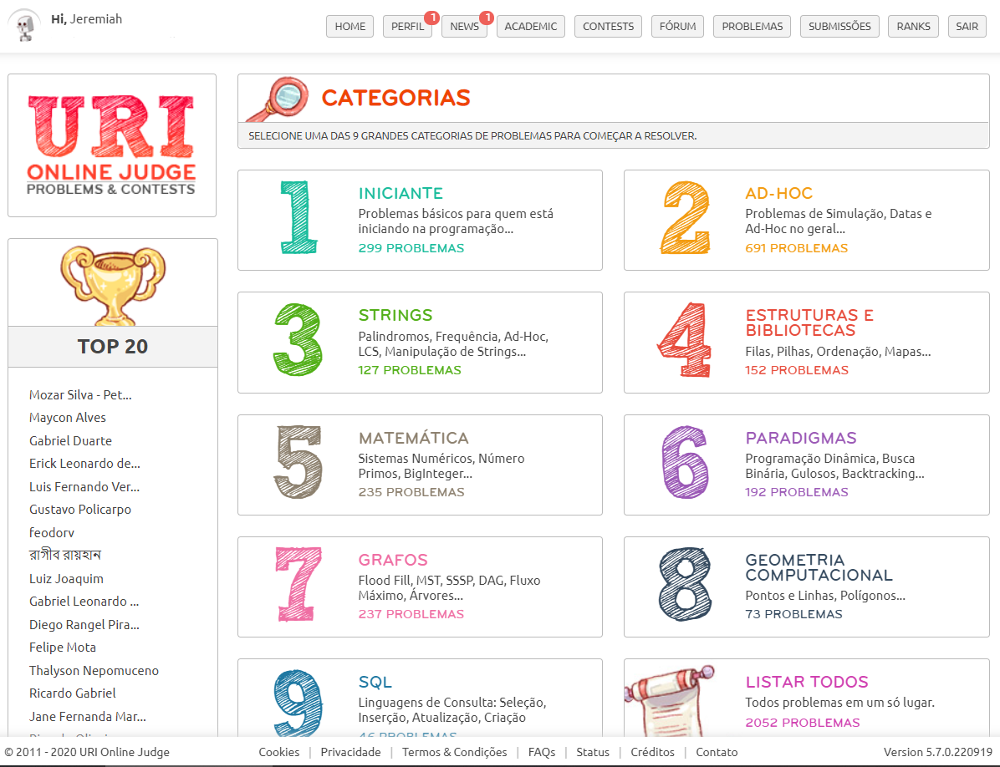 Hi, Jeremiah
HOME
PERFIL
1
NEWS
1
ACADEMIC
CONTESTS
FÓRUM
PROBLEMAS
SUBMISSÕES
RANKS
SAIR
URI
ONLINE JUDGE
PROBLEMS & CONTESTS
TOP 20
Mozar Silva - Pet...
Maycon Alves
Gabriel Duarte
Erick Leonardo de...
Luis Fernando Ver...
Gustavo Policarpo
feodorv
রাগীব রায়হান
Luiz Joaquim
Gabriel Leonardo ...
Diego Rangel Pira...
Felipe Mota
Thalyson Nepomuceno
Ricardo Gabriel
Jane Fernanda Mar...
CATEGORIAS
SELECIONE UMA DAS 9 GRANDES CATEGORIAS DE PROBLEMAS PARA COMEÇAR A RESOLVER.
1
INICIANTE
Problemas básicos para quem está
iniciando na programação...
299 PROBLEMAS
2
AD-HOC
Problemas de Simulação, Datas e
Ad-Hoc no geral...
691 PROBLEMAS
3
STRINGS
Palindromos, Frequência, Ad-Hoc,
LCS, Manipulação de Strings...
127 PROBLEMAS
4
ESTRUTURAS E
BIBLIOTECAS
Filas, Pilhas, Ordenação, Mapas...
152 PROBLEMAS
5
MATEMÁTICA
Sistemas Numéricos, Número
Primos, BigInteger...
235 PROBLEMAS
6
PARADIGMAS
Programação Dinâmica, Busca
Binária, Gulosos, Backtracking...
192 PROBLEMAS
7
GRAFOS
Flood Fill, MST, SSSP, DAG, Fluxo
Máximo, Árvores...
237 PROBLEMAS
8
GEOMETRIA
COMPUTACIONAL
Pontos e Linhas, Polígonos...
73 PROBLEMAS
9
SQL
Linguagens de Consulta: Seleção,
Inserção, Atualização, Criação
46 PROBLEMAS
LISTAR TODOS
Todos problemas em um só lugar.
2052 PROBLEMAS
© 2011 - 2020 URI Online Judge
Cookies | Privacidade | Termos & Condições | FAQs | Status | Créditos | Contato
Version 5.7.0.220919